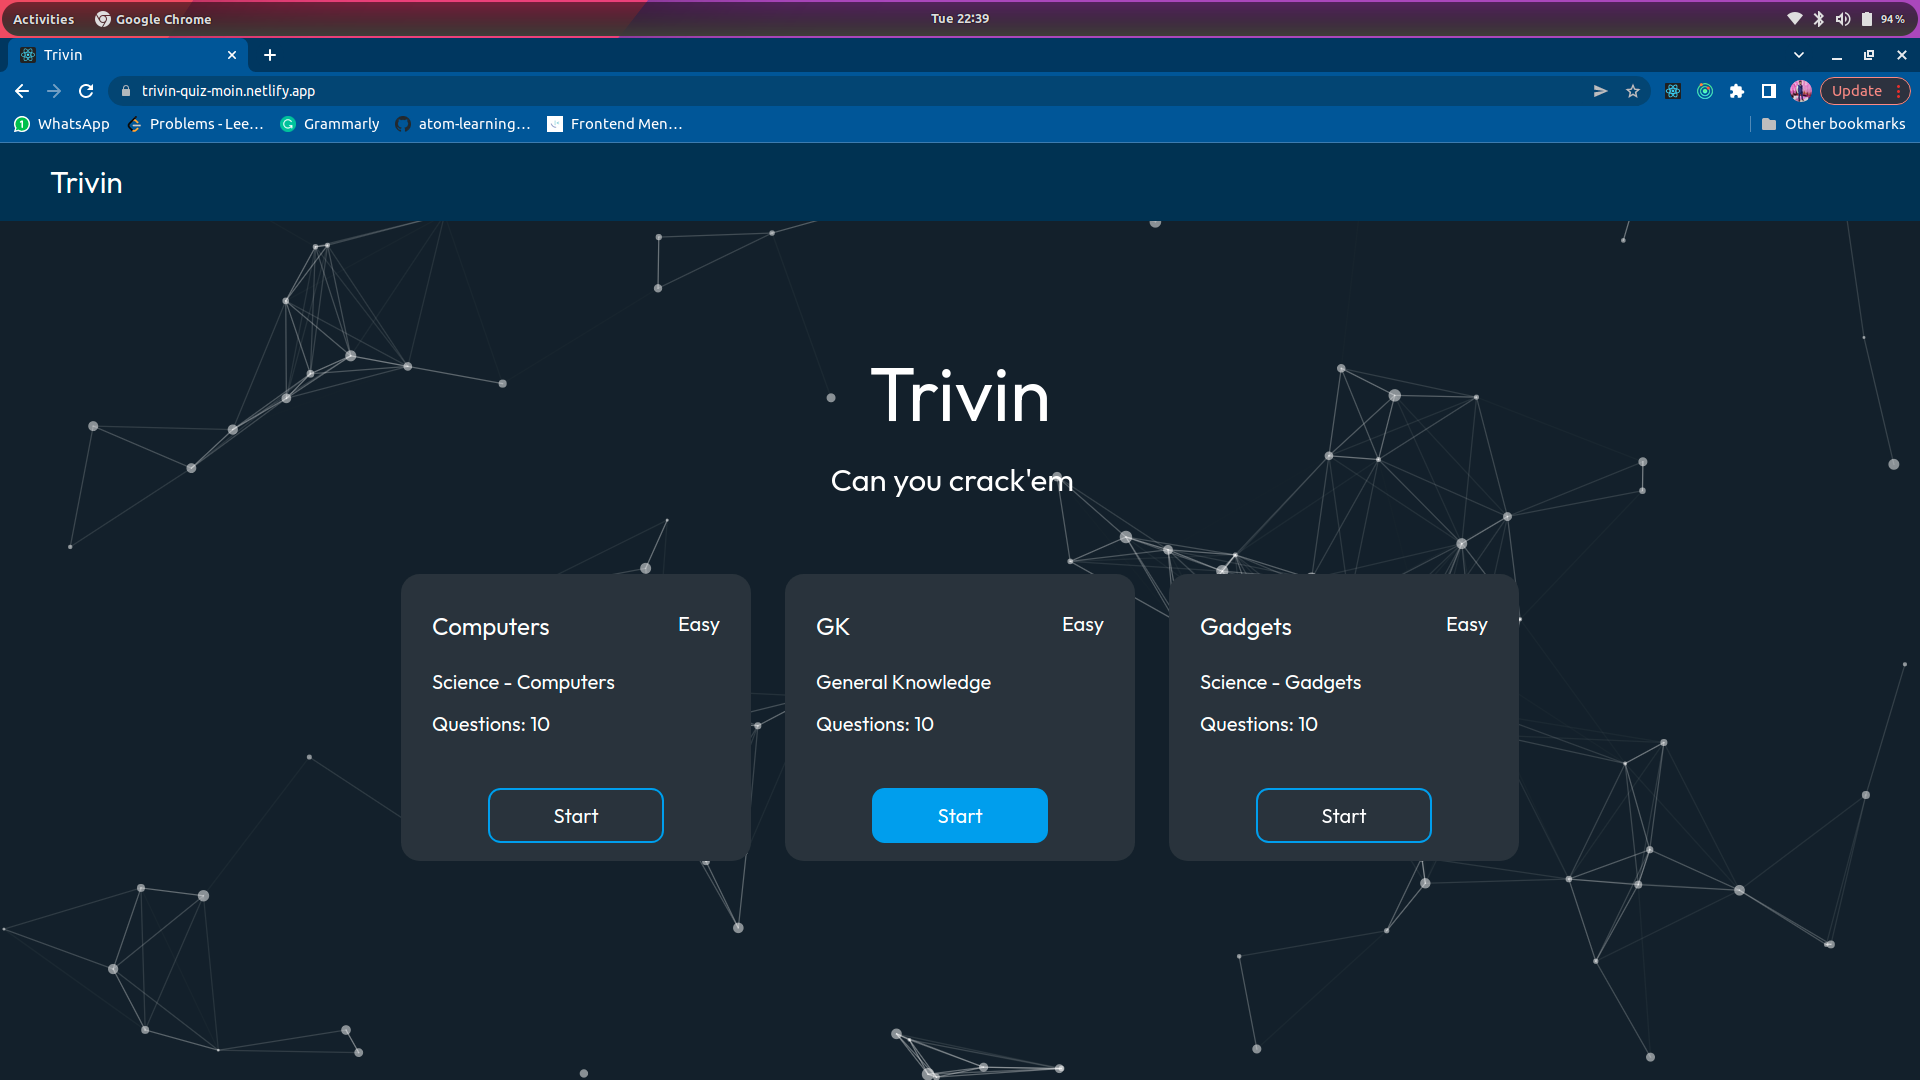 Activities Google Chrome Tue 22:39 94 %
Trivin
trivin-quiz-moin.netlify.app Update
WhatsApp Problems - Lee... Grammarly atom-learning... Frontend Men... Other bookmarks
Trivin
Trivin
Can you crack'em
Computers Easy
Science - Computers
Questions: 10
Start
GK Easy
General Knowledge
Questions: 10
Start
Gadgets Easy
Science - Gadgets
Questions: 10
Start